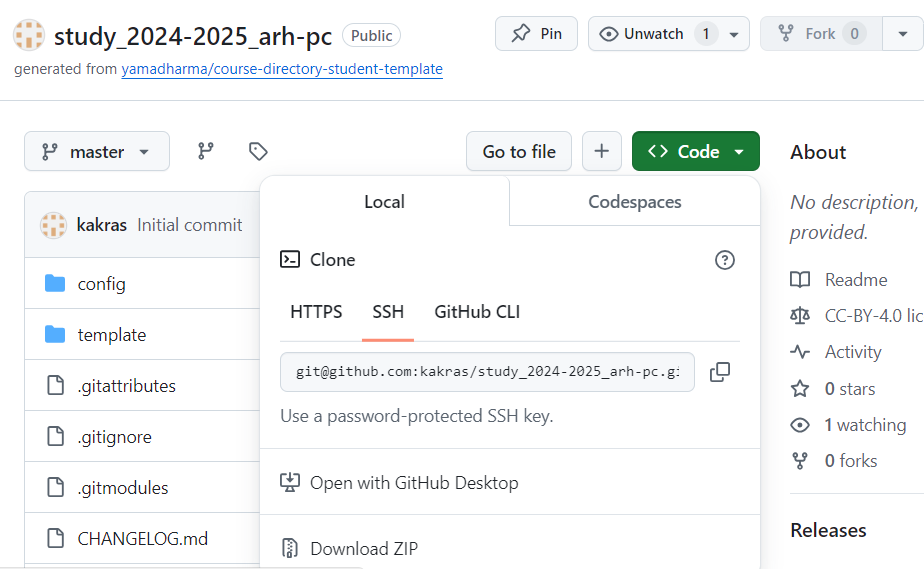 study_2024-2025_arh-pc Public Pin Unwatch 1 Fork 0
generated from yamadharma/course-directory-student-template
master Go to file Code
About
Local Codespaces
No description,
provided.
kakras Initial commit
Clone
config
Readme
HTTPS SSH GitHub CLI
CC-BY-4.0 lic
template
Activity
git@github.com:kakras/study_2024-2025_arh-pc.gi
.gitattributes
0 stars
Use a password-protected SSH key.
1 watching
.gitignore
0 forks
Open with GitHub Desktop
.gitmodules
Releases
CHANGELOG.md
Download ZIP